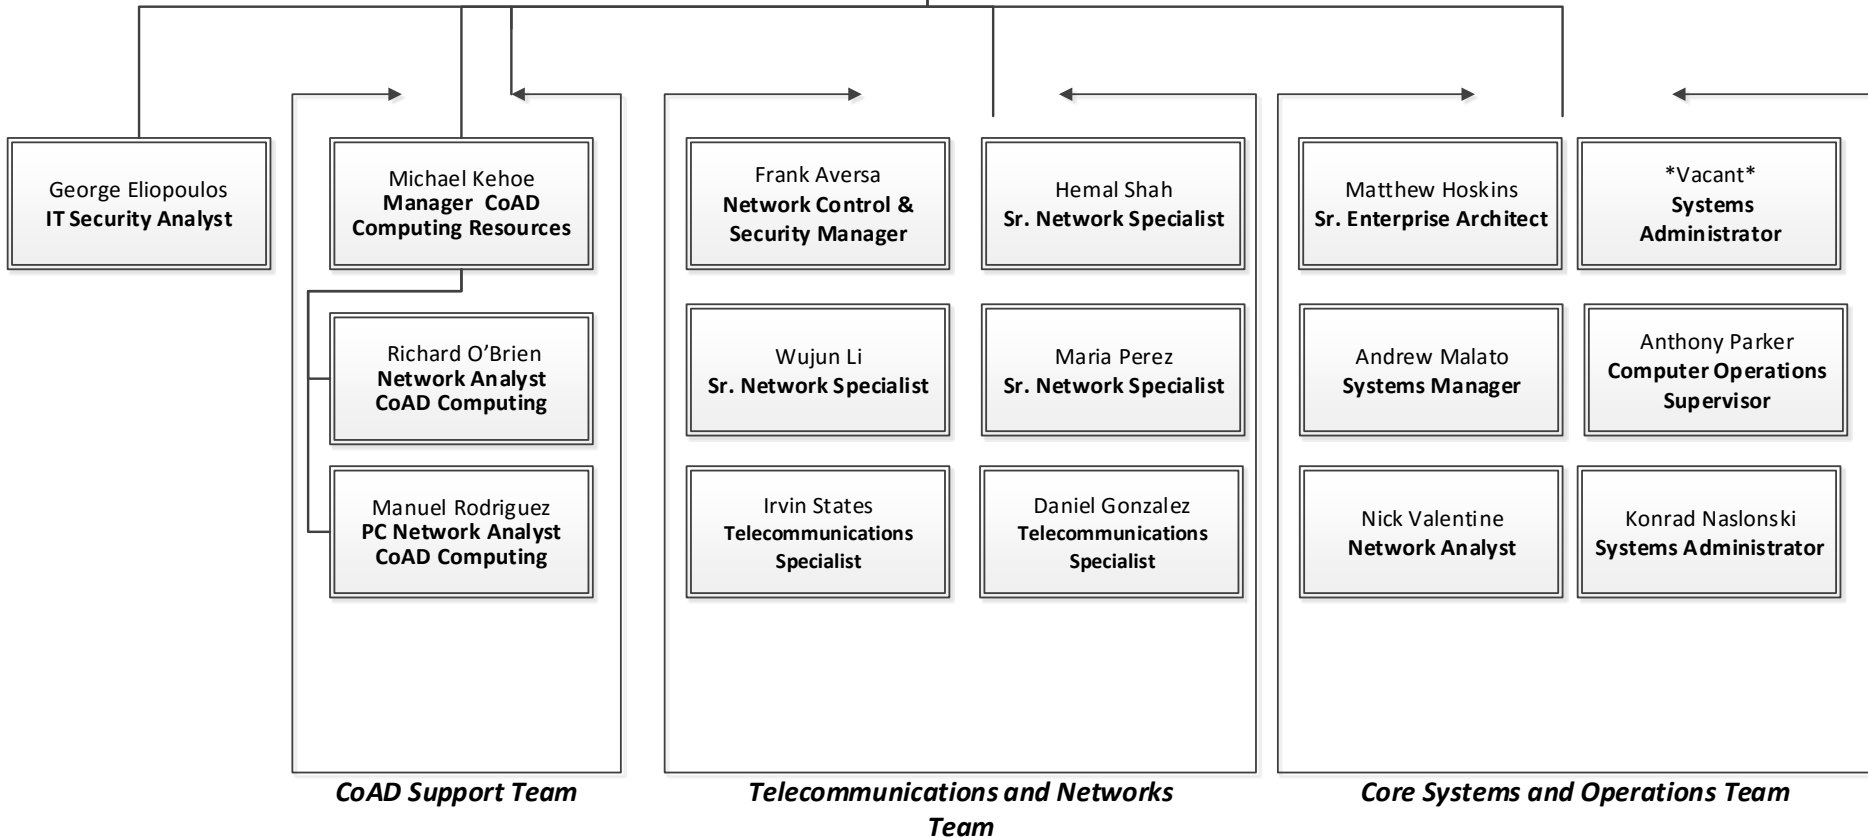 George Eliopoulos
IT Security Analyst
Michael Kehoe
Manager CoAD
Computing Resources
Richard O’Brien
Network Analyst
CoAD Computing
Manuel Rodriguez
PC Network Analyst
CoAD Computing
CoAD Support Team
Frank Aversa
Network Control &
Security Manager
Hemal Shah
Sr. Network Specialist
Wujun Li
Sr. Network Specialist
Maria Perez
Sr. Network Specialist
Irvin States
Telecommunications
Specialist
Daniel Gonzalez
Telecommunications
Specialist
Telecommunications and Networks
Team
Matthew Hoskins
Sr. Enterprise Architect
*Vacant*
Systems
Administrator
Andrew Malato
Systems Manager
Anthony Parker
Computer Operations
Supervisor
Nick Valentine
Network Analyst
Konrad Naslonski
Systems Administrator
Core Systems and Operations Team